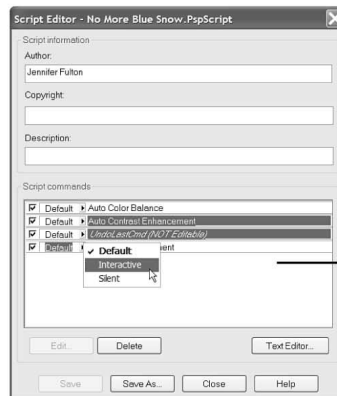 Script Editor - No More Blue Snow.PspScript
Script information
Author:
Jennifer Fulton
Copyright:
Description:
Script commands
Default Auto Color Balance
Default Auto Contrast Enhancement
Default UndoLastCmd (NOT Editable)
Default ment
✓ Default
Interactive
Silent
Edit... Delete Text Editor...
Save Save As... Close Help